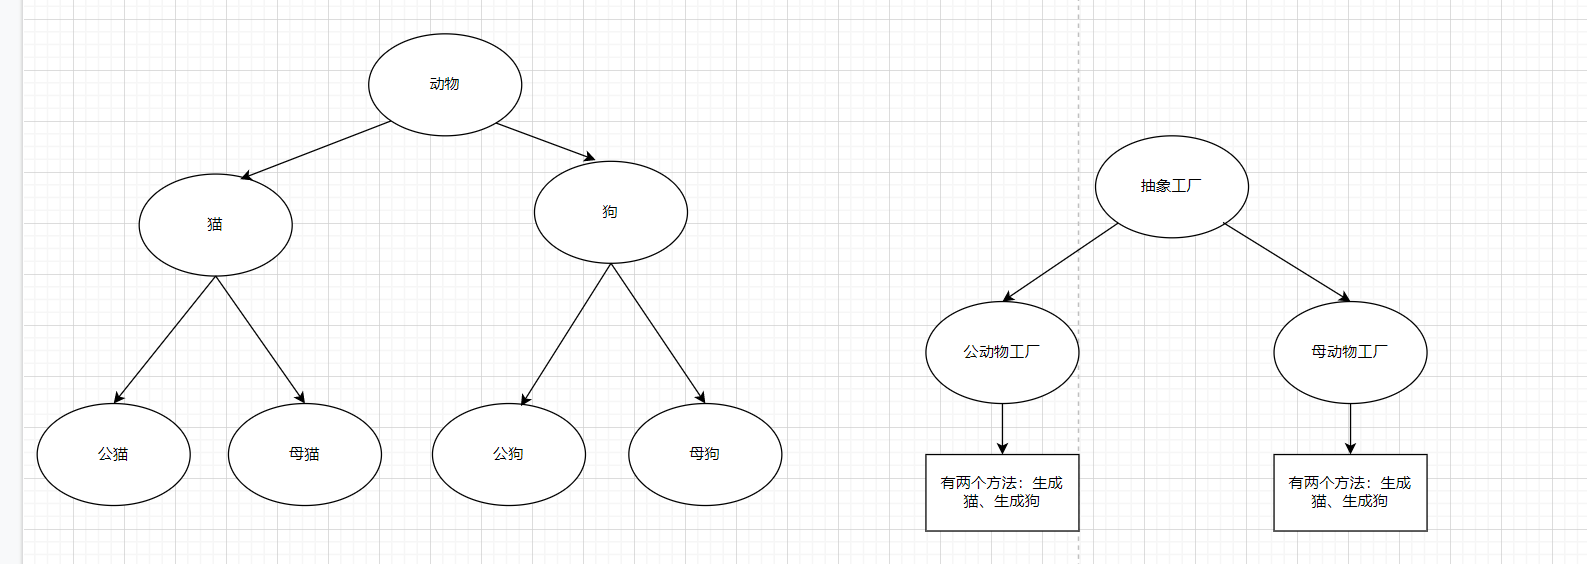 动物
猫
狗
公猫
母猫
公狗
母狗
抽象工厂
公动物工厂
母动物工厂
有两个方法：生成
猫、生成狗
有两个方法：生成
猫、生成狗